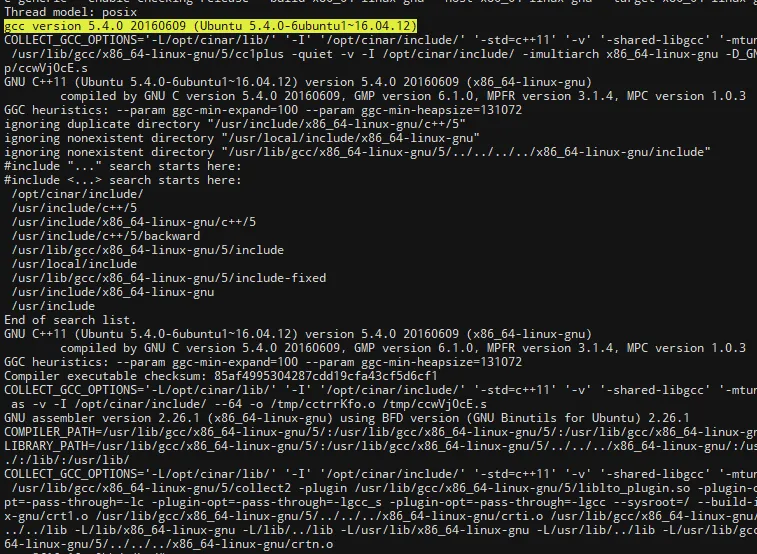 Thread model: posix
gcc version 5.4.0 20160609 (Ubuntu 5.4.0-6ubuntu1~16.04.12)
COLLECT_GCC_OPTIONS='-L/opt/cinar/lib/' '-I' '/opt/cinar/include/' '-std=c++11' '-v' '-shared-libgcc' '-mtun
 /usr/lib/gcc/x86_64-linux-gnu/5/cc1plus -quiet -v -I /opt/cinar/include/ -imultiarch x86_64-linux-gnu -D_GN
p/ccwVjOcE.s
GNU C++11 (Ubuntu 5.4.0-6ubuntu1~16.04.12) version 5.4.0 20160609 (x86_64-linux-gnu)
        compiled by GNU C version 5.4.0 20160609, GMP version 6.1.0, MPFR version 3.1.4, MPC version 1.0.3
GGC heuristics: --param ggc-min-expand=100 --param ggc-min-heapsize=131072
ignoring duplicate directory "/usr/include/x86_64-linux-gnu/c++/5"
ignoring nonexistent directory "/usr/local/include/x86_64-linux-gnu"
ignoring nonexistent directory "/usr/lib/gcc/x86_64-linux-gnu/5/../../../../x86_64-linux-gnu/include"
#include "..." search starts here:
#include <...> search starts here:
 /opt/cinar/include/
 /usr/include/c++/5
 /usr/include/x86_64-linux-gnu/c++/5
 /usr/include/c++/5/backward
 /usr/lib/gcc/x86_64-linux-gnu/5/include
 /usr/local/include
 /usr/lib/gcc/x86_64-linux-gnu/5/include-fixed
 /usr/include/x86_64-linux-gnu
 /usr/include
End of search list.
GNU C++11 (Ubuntu 5.4.0-6ubuntu1~16.04.12) version 5.4.0 20160609 (x86_64-linux-gnu)
        compiled by GNU C version 5.4.0 20160609, GMP version 6.1.0, MPFR version 3.1.4, MPC version 1.0.3
GGC heuristics: --param ggc-min-expand=100 --param ggc-min-heapsize=131072
Compiler executable checksum: 85af4995304287cdd19cfa43cf5d6cf1
COLLECT_GCC_OPTIONS='-L/opt/cinar/lib/' '-I' '/opt/cinar/include/' '-std=c++11' '-v' '-shared-libgcc' '-mtun
 as -v -I /opt/cinar/include/ --64 -o /tmp/cctrrKfo.o /tmp/ccwVjOcE.s
GNU assembler version 2.26.1 (x86_64-linux-gnu) using BFD version (GNU Binutils for Ubuntu) 2.26.1
COMPILER_PATH=/usr/lib/gcc/x86_64-linux-gnu/5/:/usr/lib/gcc/x86_64-linux-gnu/5/:/usr/lib/gcc/x86_64-linux-gn
LIBRARY_PATH=/usr/lib/gcc/x86_64-linux-gnu/5/:/usr/lib/gcc/x86_64-linux-gnu/5/../../../x86_64-linux-gnu/:/us
./:/lib/:/usr/lib/
COLLECT_GCC_OPTIONS='-L/opt/cinar/lib/' '-I' '/opt/cinar/include/' '-std=c++11' '-v' '-shared-libgcc' '-mtun
 /usr/lib/gcc/x86_64-linux-gnu/5/collect2 -plugin /usr/lib/gcc/x86_64-linux-gnu/5/liblto_plugin.so -plugin-o
pt=-pass-through=-lc -plugin-opt=-pass-through=-lgcc_s -plugin-opt=-pass-through=-lgcc --sysroot=/ --build-i
x-gnu/crt1.o /usr/lib/gcc/x86_64-linux-gnu/5/../../../x86_64-linux-gnu/crti.o /usr/lib/gcc/x86_64-linux-gnu/
../../lib -L/lib/x86_64-linux-gnu -L/lib/../lib -L/usr/lib/x86_64-linux-gnu -L/usr/lib/../lib -L/usr/lib/gcc
64-linux-gnu/5/../../../x86_64-linux-gnu/crtn.o